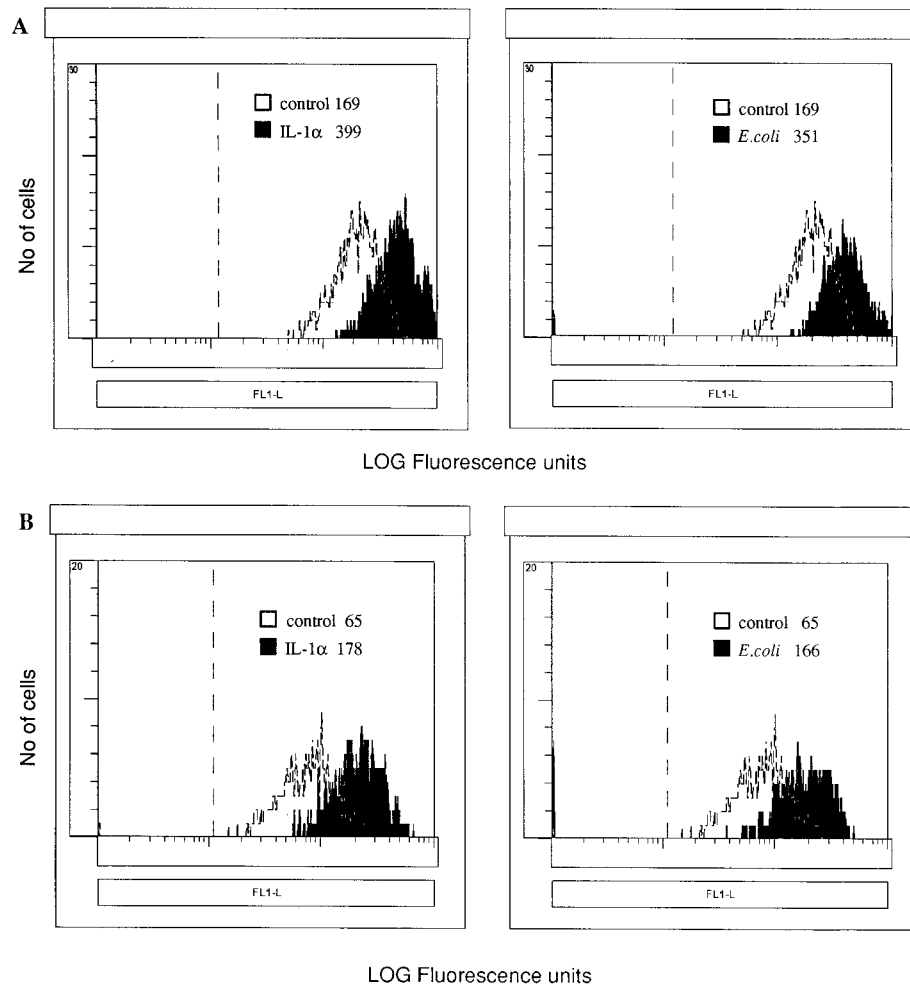 A
30
control 169
IL-1α 399
No of cells
FL1-L
control 169
E.coli 351
FL1-L
LOG Fluorescence units
B
20
control 65
IL-1α 178
No of cells
FL1-L
20
control 65
E.coli 166
FL1-L
LOG Fluorescence units